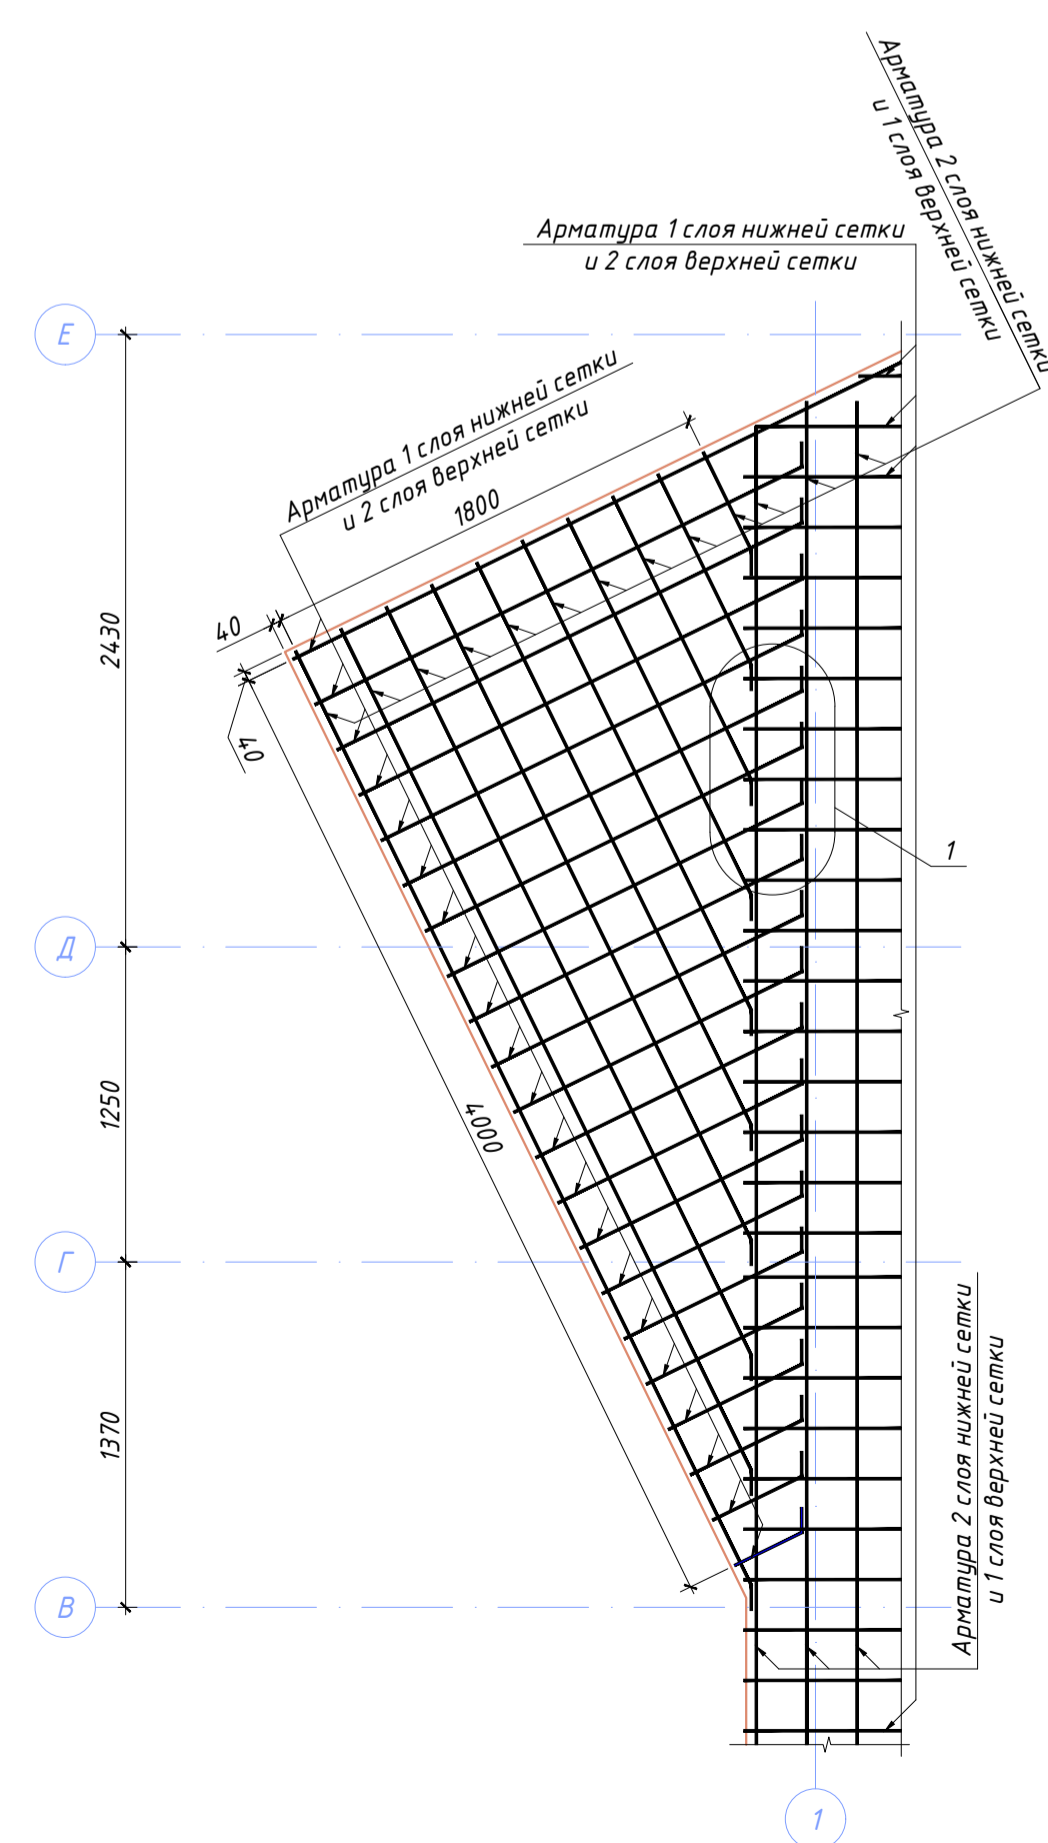 Арматура 2 слоя нижней сетки
и 1 слоя верхней сетки
Арматура 1 слоя нижней сетки
и 2 слоя верхней сетки
Е
Арматура 1 слоя нижней сетки
и 2 слоя верхней сетки
1800
40
2430
40
1
Д
1250
4000
Г
Арматура 2 слоя нижней сетки
и 1 слоя верхней сетки
1370
В
1